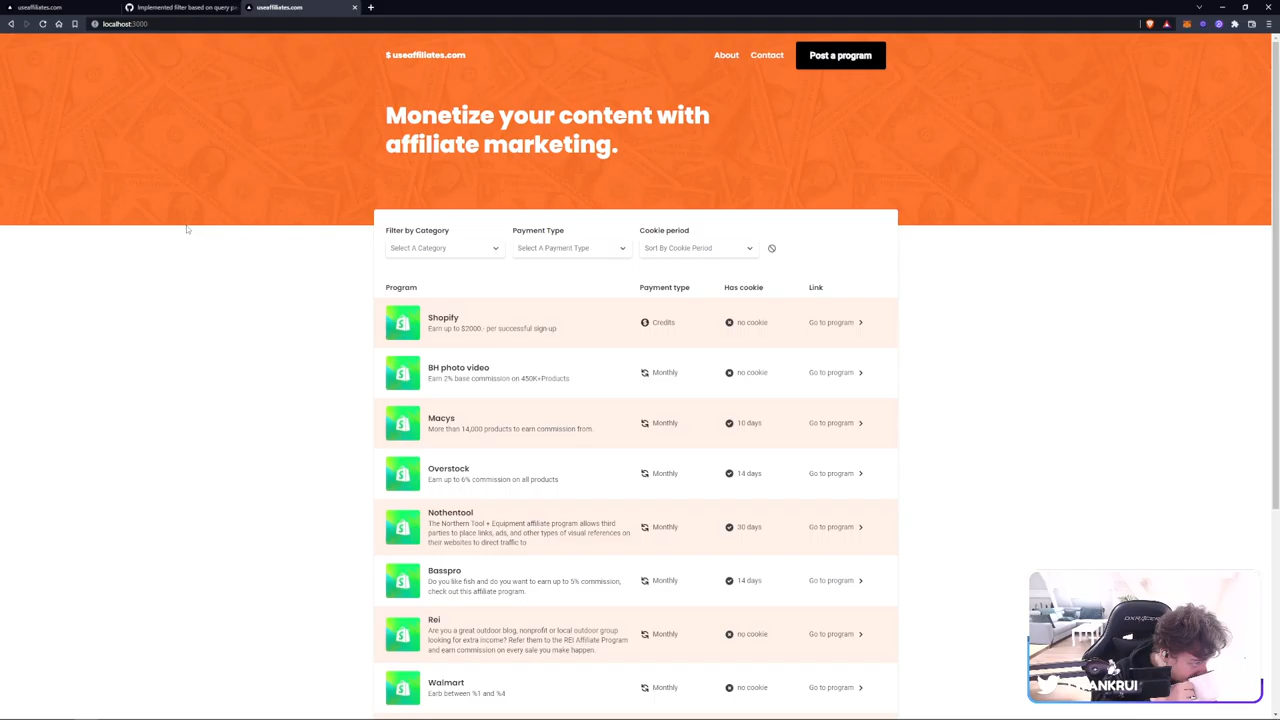 useaffiliates.com
Implemented filter based on query pa
useaffiliates.com
localhost:3000
$ useaffiliates.com
About
Contact
Post a program
Monetize your content with
affiliate marketing.
Filter by Category
Payment Type
Cookie period
Select A Category
Select A Payment Type
Sort By Cookie Period
Program
Payment type
Has cookie
Link
Shopify
Earn up to $2000.- per successful sign up
Credits
no cookie
Go to program
BH photo video
Earn 2% base commission on 450K+Products
Monthly
no cookie
Go to program
Macys
More than 14,000 products to earn commission from.
Monthly
10 days
Go to program
Overstock
Earn up to 6% commission on all products
Monthly
14 days
Go to program
Nothentool
The Northern Tool + Equipment affiliate program allows third
parties to place links, ads, and other types of visual references on
their websites to direct traffic to
Monthly
30 days
Go to program
Basspro
Do you like fish and do you want to earn up to 5% commission,
check out this affiliate program.
Monthly
14 days
Go to program
Rei
Are you a great outdoor blog, nonprofit or local outdoor group
looking for extra income? Refer them to the REI Affiliate Program
and earn commission on every sale you make happen.
Monthly
no cookie
Go to program
Walmart
Earb between %1 and %4
Monthly
no cookie
Go to program
DXRACER